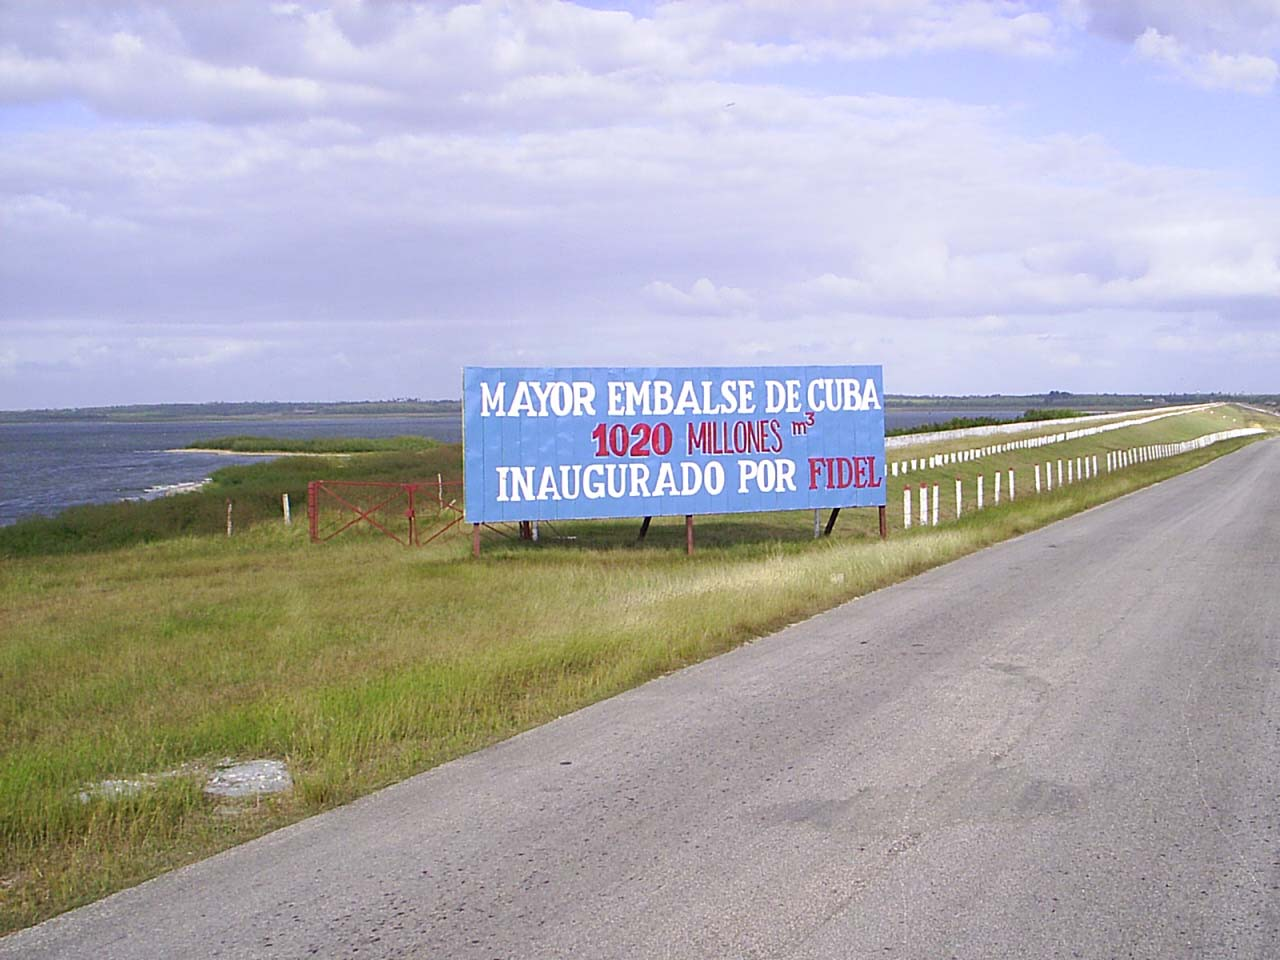 MAYOR EMBALSE DE CUBA
1020 MILLONES m³
INAUGURADO POR FIDEL